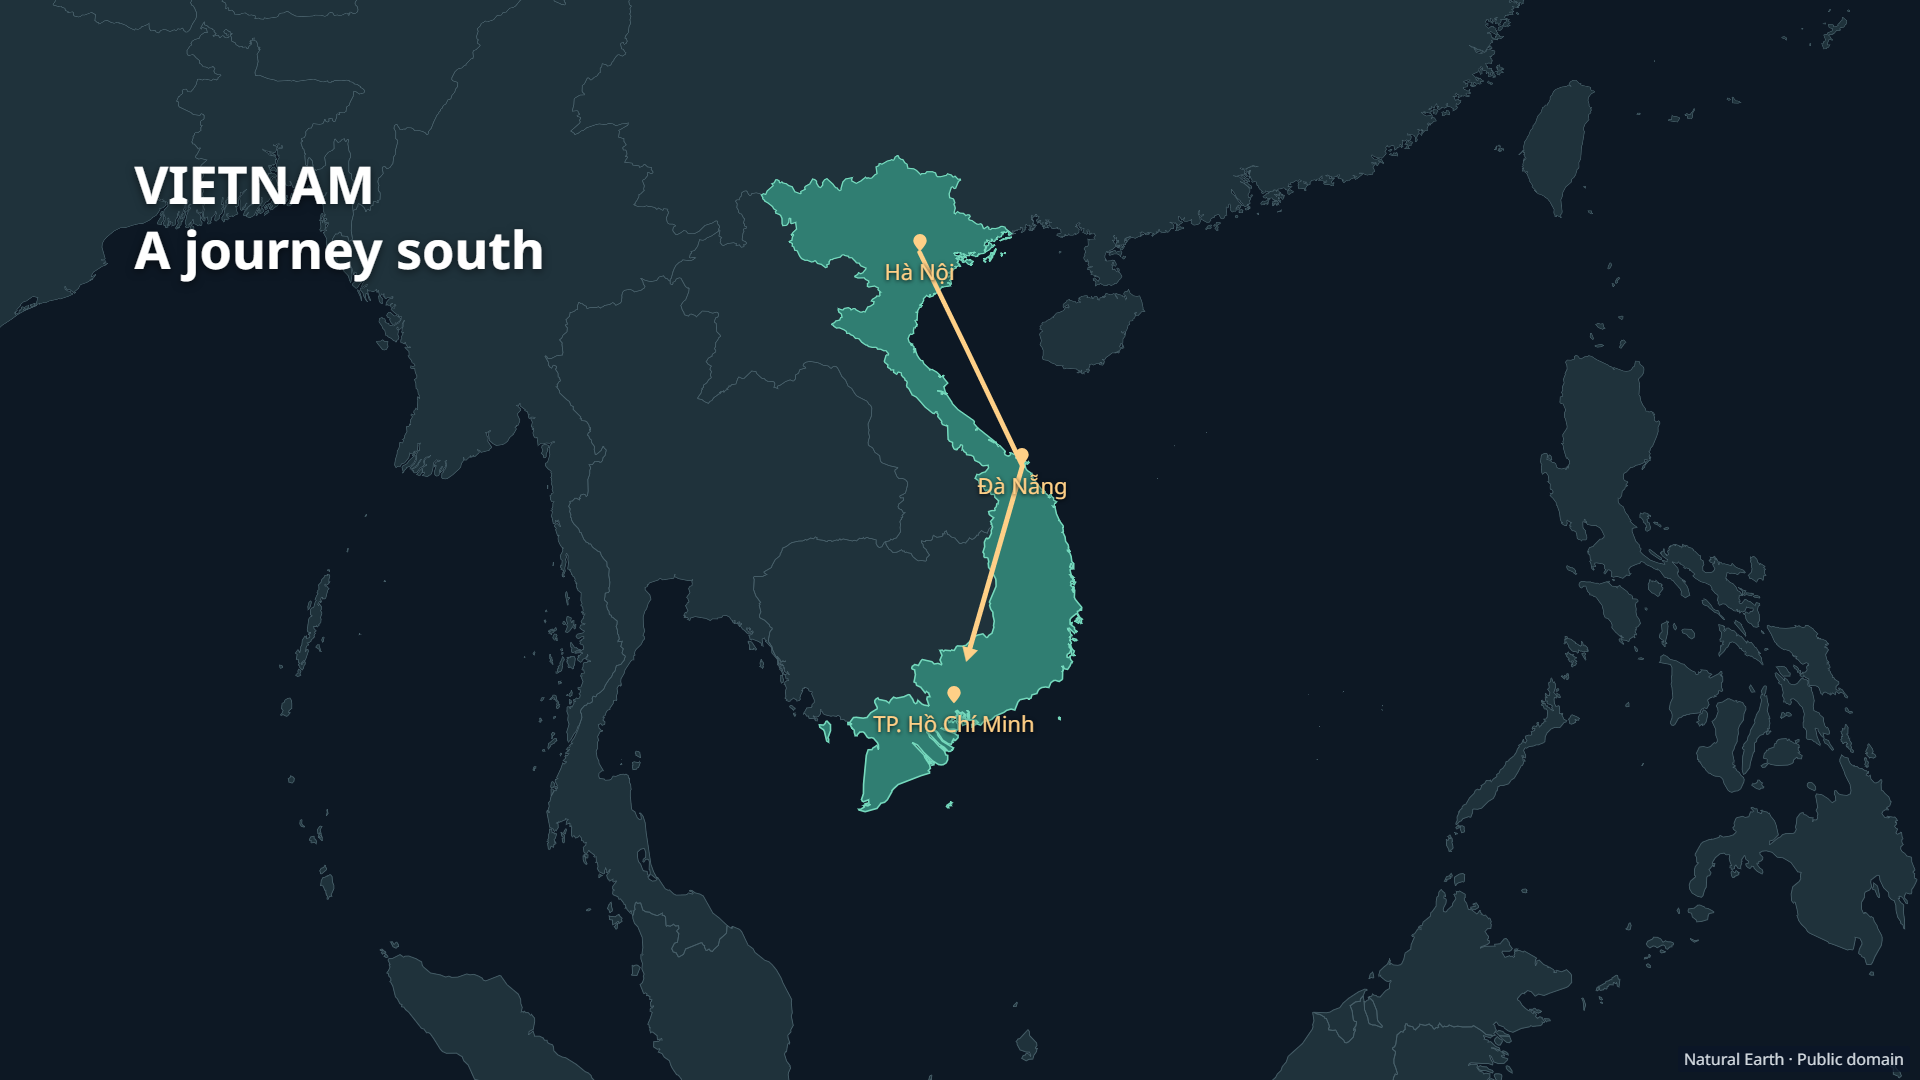 VIETNAM
A journey south
Hà Nội
Đà Nẵng
TP. Hồ Chí Minh
Natural Earth · Public domain